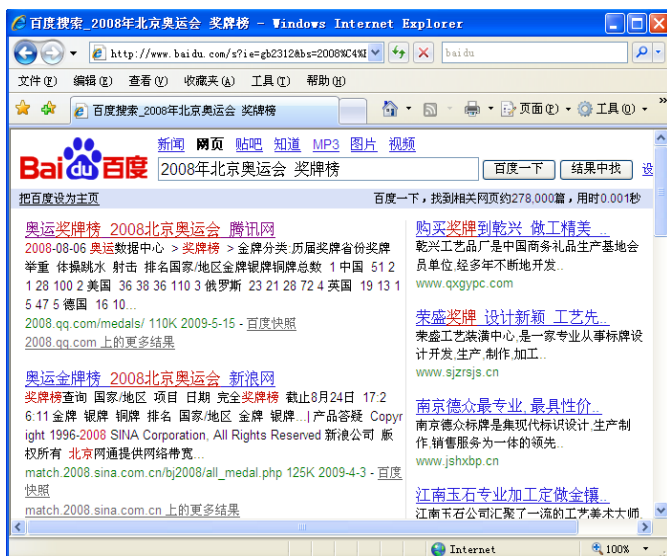 百度搜索_2008年北京奥运会 奖牌榜 - Windows Internet Explorer
http://www.baidu.com/s?ie=gb2312&bs=2008%C4%
baidu
文件(F) 编辑(E) 查看(V) 收藏夹(A) 工具(T) 帮助(H)
百度搜索_2008年北京奥运会 奖牌榜
页面(P) 工具(O) »
新闻 网页 贴吧 知道 MP3 图片 视频
Bai du 百度
2008年北京奥运会 奖牌榜
百度一下 结果中找 设
把百度设为主页
百度一下，找到相关网页约278,000篇，用时0.001秒
奥运奖牌榜_2008北京奥运会_腾讯网
2008-08-06 奥运数据中心 > 奖牌榜 > 金牌分类:历届奖牌省份奖牌
举重 体操跳水 射击 排名国家/地区金牌银牌铜牌总数 1 中国 51 2
1 28 100 2 美国 36 38 36 110 3 俄罗斯 23 21 28 72 4 英国 19 13 1
5 47 5 德国 16 10...
2008.qq.com/medals/ 110K 2009-5-15 - 百度快照
2008.qq.com 上的更多结果
奥运金牌榜_2008北京奥运会_新浪网
奖牌榜查询 国家/地区 项目 日期 完全奖牌榜 截止8月24日 17:2
6:11 金牌 银牌 铜牌 排名 国家/地区 金牌 银牌...| 产品答疑 Copyr
ight 1996-2008 SINA Corporation, All Rights Reserved 新浪公司 版
权所有 北京网通提供网络带宽...
match.2008.sina.com.cn/bj2008/all_medal.php 125K 2009-4-3 - 百度
快照
match.2008.sina.com.cn 上的更多结果
购买奖牌到乾兴 做工精美 ..
乾兴工艺品厂是中国商务礼品生产基地会
员单位,经多年不断地开发..
www.qxgypc.com
荣盛奖牌 设计新颖 工艺先..
荣盛工艺装潢中心,是一家专业从事标牌设
计开发,生产,制作,加工..
www.sjzrsjs.cn
南京德众最专业,最具性价..
南京德众标牌是集现代标识设计,生产制
作,销售服务为一体的领先..
www.jshxbp.cn
江南玉石专业加工定做金镶..
江南玉石公司汇聚了一流的工艺美术大师,
Internet
100%